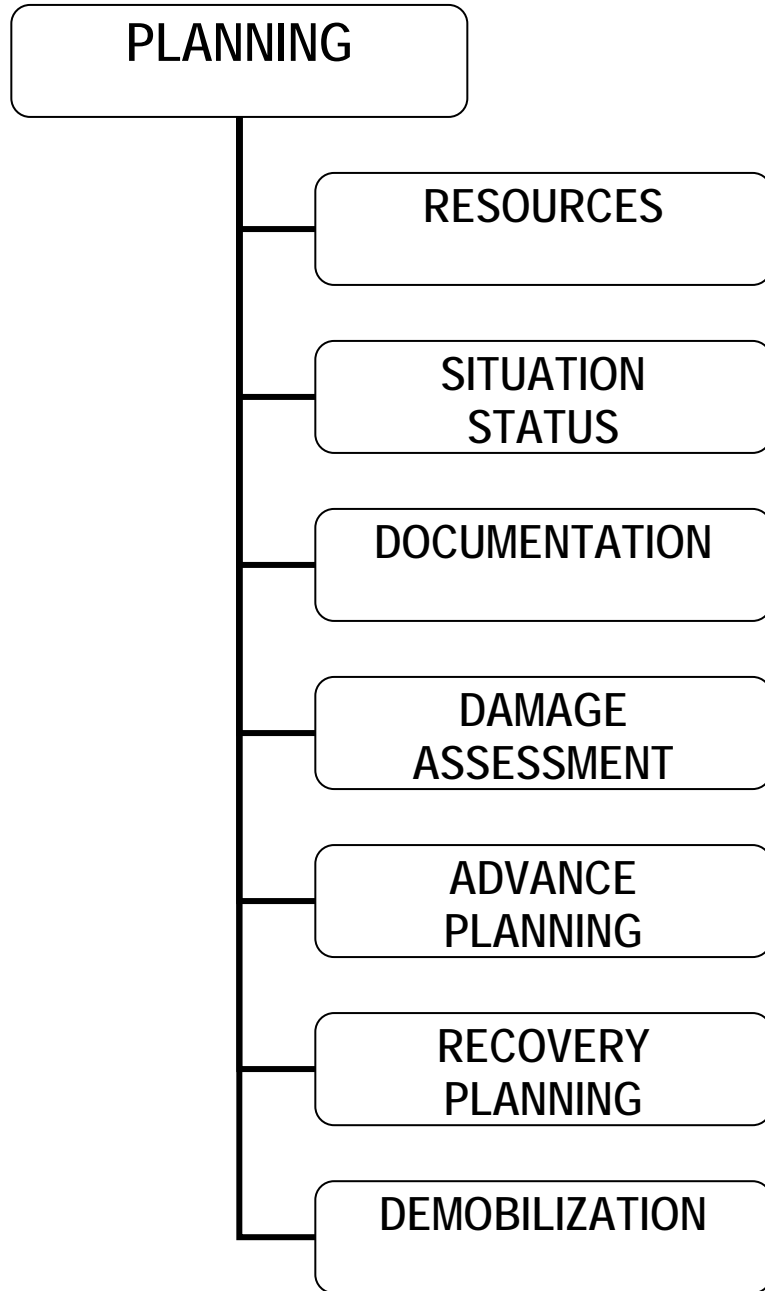 PLANNING
RESOURCES
SITUATION
STATUS
DOCUMENTATION
DAMAGE
ASSESSMENT
ADVANCE
PLANNING
RECOVERY
PLANNING
DEMOBILIZATION